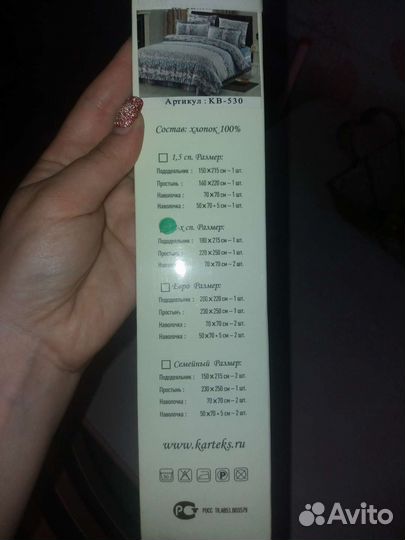 Артикул : KB-530
Состав: хлопок 100%
1,5 сп. Размер:
Пододеяльник : 150 x 215 см – 1 шт.
Простынь : 160 x 220 см – 1 шт.
Наволочка : 70 x 70 см – 1 шт.
Наволочка : 50 x 70 + 5 см – 1 шт.
-х сп. Размер:
Пододеяльник : 180 x 215 см – 1 шт.
Простынь : 220 x 250 см – 1 шт.
Наволочка : 70 x 70 см – 2 шт.
Евро Размер:
Пододеяльник : 200 x 220 см – 1 шт.
Простынь : 230 x 250 см – 1 шт.
Наволочка : 70 x 70 см – 2 шт.
Наволочка : 50 x 70 + 5 см – 2 шт.
Семейный Размер:
Пододеяльник : 150 x 215 см – 2 шт.
Простынь : 230 x 250 см – 1 шт.
Наволочка : 70 x 70 см – 2 шт.
Наволочка : 50 x 70 + 5 см – 2 шт.
www.karteks.ru
Avito